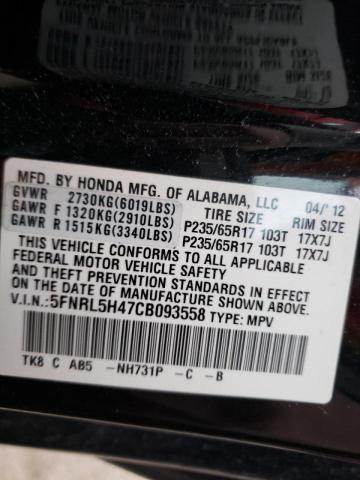 MFD. BY HONDA MFG. OF ALABAMA, LLC 04/'12
GVWR 2730KG(6019LBS) TIRE SIZE RIM SIZE
GAWR F 1320KG(2910LBS) P235/65R17 103T 17X7J
GAWR R 1515KG(3340LBS) P235/65R17 103T 17X7J
THIS VEHICLE CONFORMS TO ALL APPLICABLE
FEDERAL MOTOR VEHICLE SAFETY
AND THEFT PREVENTION STANDARDS IN EFFECT
ON THE DATE OF MANUFACTURE SHOWN ABOVE.
V.I.N.:5FNRL5H47CB093558 TYPE: MPV
TK8 C AB5 -NH731P -C -B